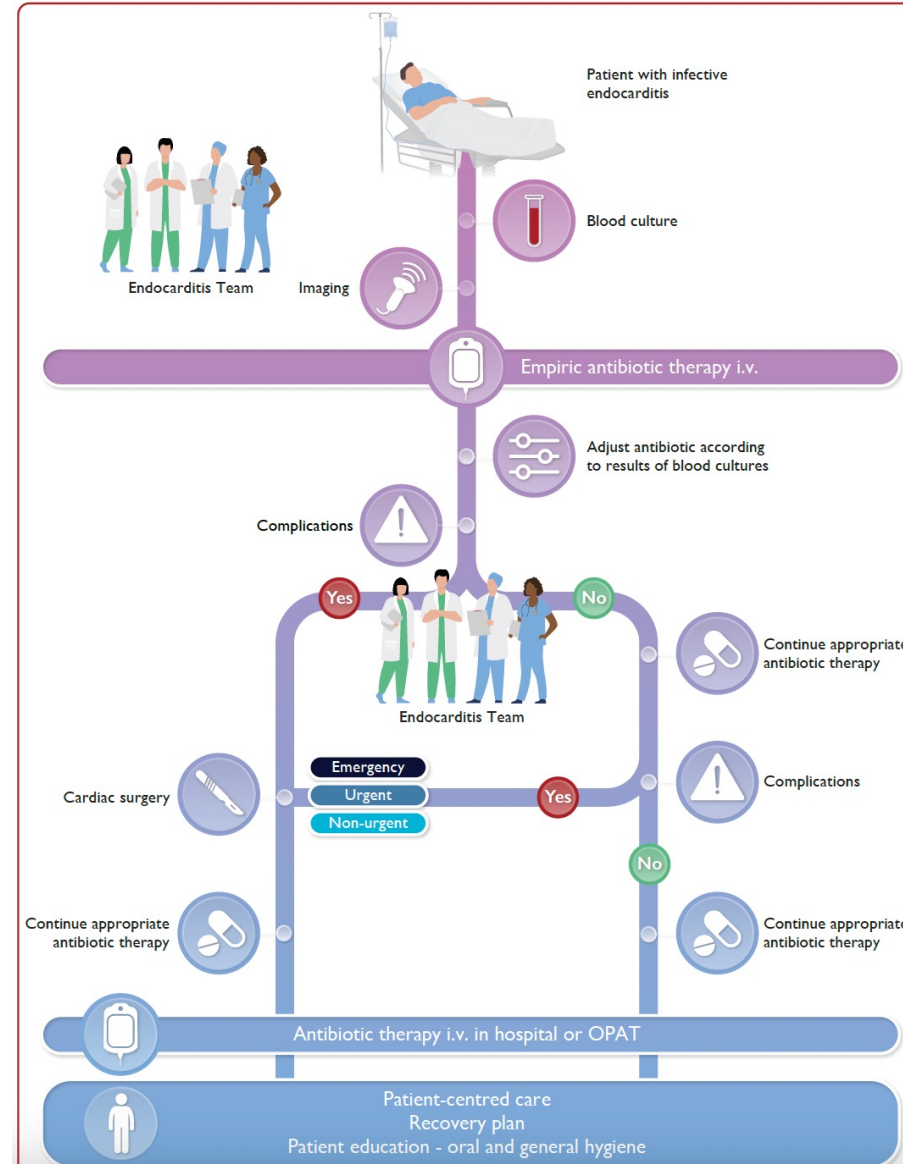 Patient with infective
endocarditis
Blood culture
Endocarditis Team
Imaging
Empiric antibiotic therapy i.v.
Adjust antibiotic according
to results of blood cultures
Complications
Yes
No
Continue appropriate
antibiotic therapy
Endocarditis Team
Emergency
Urgent
Non-urgent
Yes
Cardiac surgery
Complications
No
Continue appropriate
antibiotic therapy
Continue appropriate
antibiotic therapy
Antibiotic therapy i.v. in hospital or OPAT
Patient-centred care
Recovery plan
Patient education - oral and general hygiene